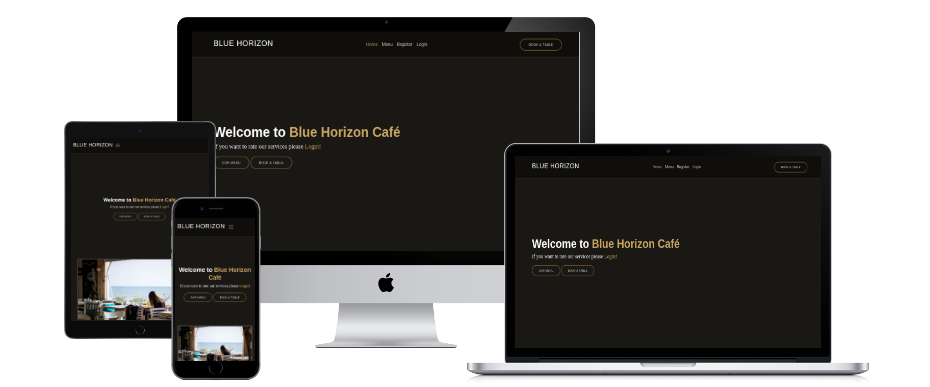 BLUE HORIZON
Home Menu Register Login
BOOK A TABLE
Welcome to Blue Horizon Café
If you want to rate our services please Login!
OUR MENU BOOK A TABLE
BLUE HORIZON
Welcome to Blue Horizon Café
If you want to rate our services please Login!
OUR MENU BOOK A TABLE
BLUE HORIZON
Welcome to Blue Horizon
Café
If you want to rate our services please Login!
OUR MENU BOOK A TABLE
BLUE HORIZON
Home Menu Register Login
BOOK A TABLE
Welcome to Blue Horizon Café
If you want to rate our services please Login!
OUR MENU BOOK A TABLE